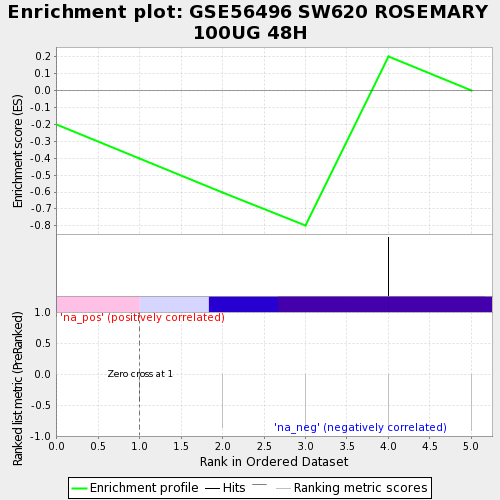 Enrichment plot: GSE56496 SW620 ROSEMARY
100UG 48H
Enrichment score (ES)
0.2
0.1
0.0
-0.1
-0.2
-0.3
-0.4
-0.5
-0.6
-0.7
-0.8
Ranked list metric (PreRanked)
1.0
0.5
0.0
-0.5
-1.0
'na_pos' (positively correlated)
Zero cross at 1
'na_neg' (negatively correlated)
0.0 0.5 1.0 1.5 2.0 2.5 3.0 3.5 4.0 4.5 5.0
Rank in Ordered Dataset
Enrichment profile Hits Ranking metric scores